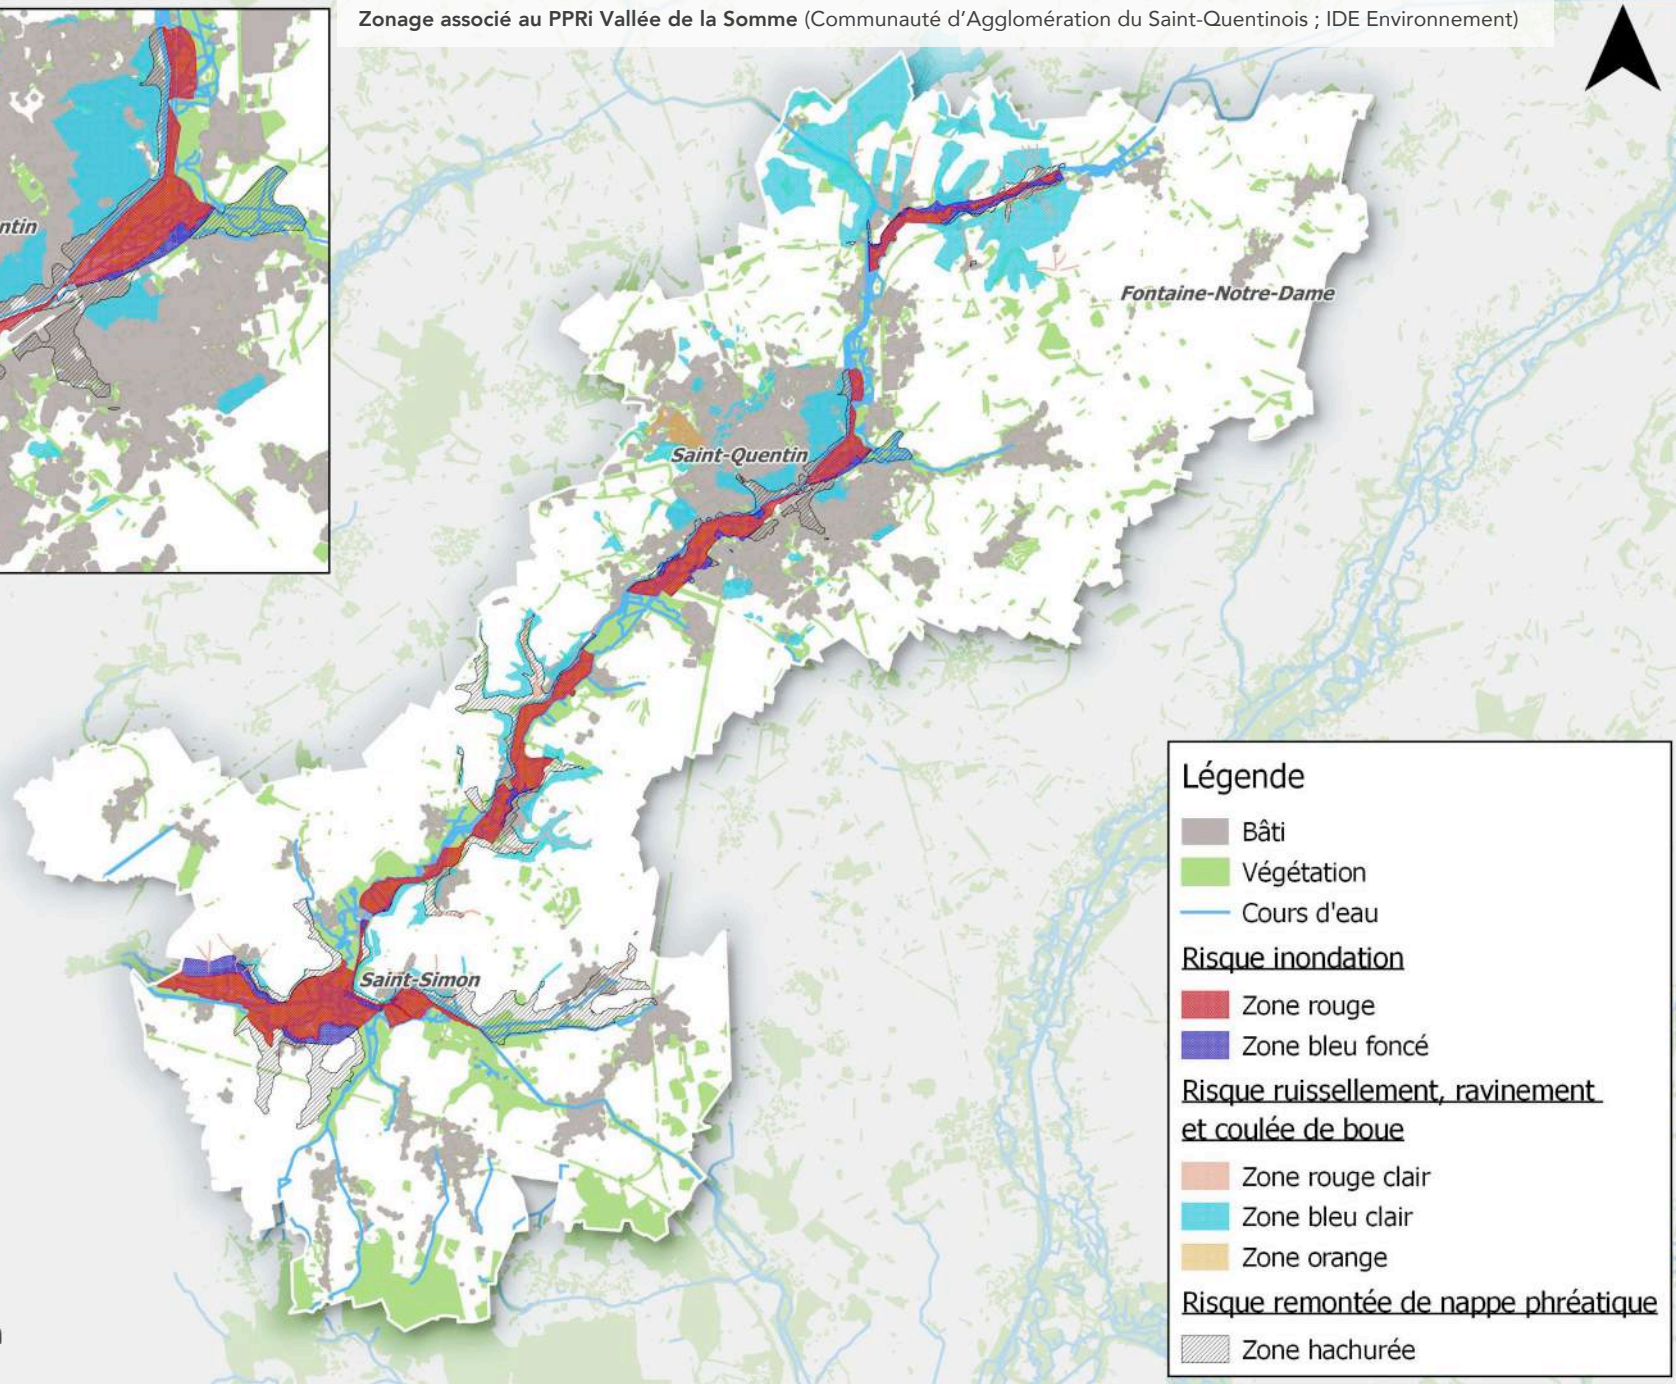 Zonage associé au PPRi Vallée de la Somme (Communauté d'Agglomération du Saint-Quentinois ; IDE Environnement)
ntin
Fontaine-Notre-Dame
Saint-Quentin
Saint-Simon
Légende
Bâti
Végétation
Cours d'eau
Risque inondation
Zone rouge
Zone bleu foncé
Risque ruissellement, ravinement
et coulée de boue
Zone rouge clair
Zone bleu clair
Zone orange
Risque remontée de nappe phréatique
Zone hachurée